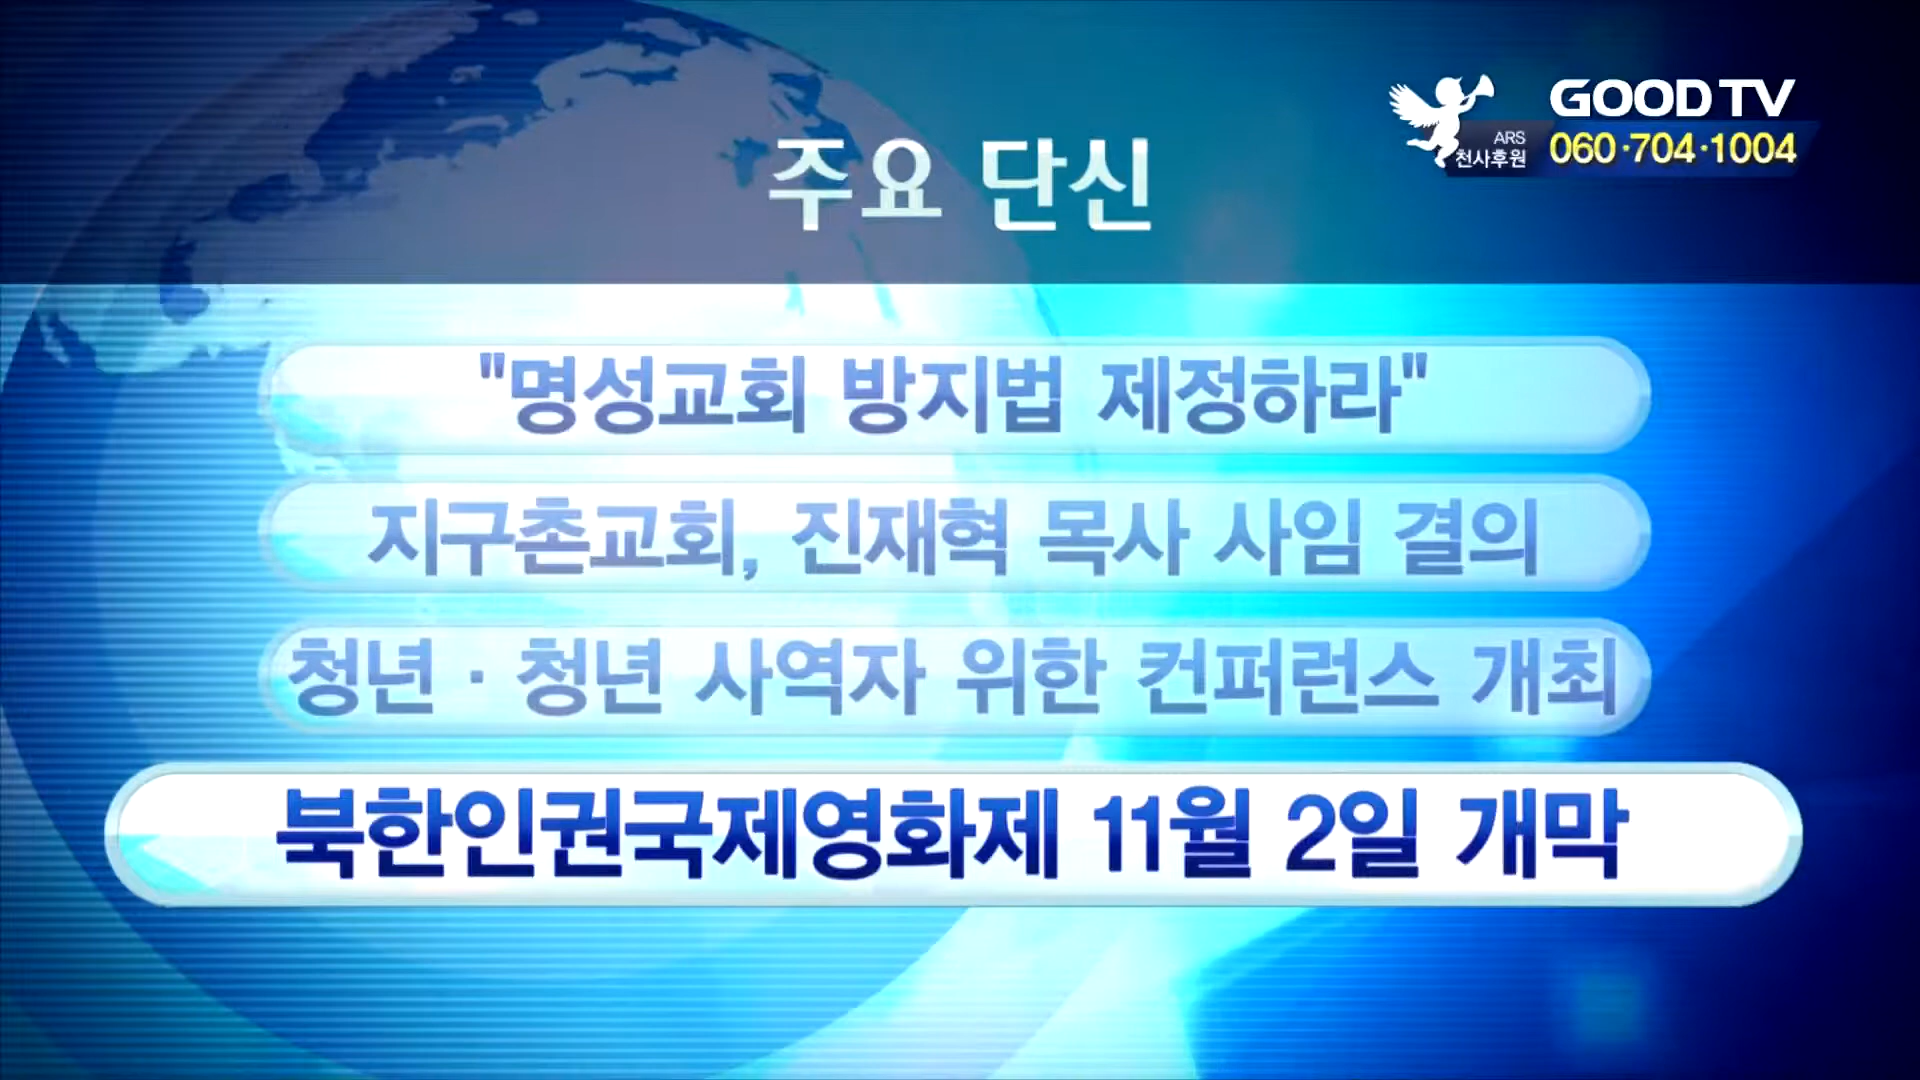 GOOD TV
ARS
천사후원
060·704·1004
주요 단신
"명성교회 방지법 제정하라"
지구촌교회, 진재혁 목사 사임 결의
청년 · 청년 사역자 위한 컨퍼런스 개최
북한인권국제영화제 11월 2일 개막